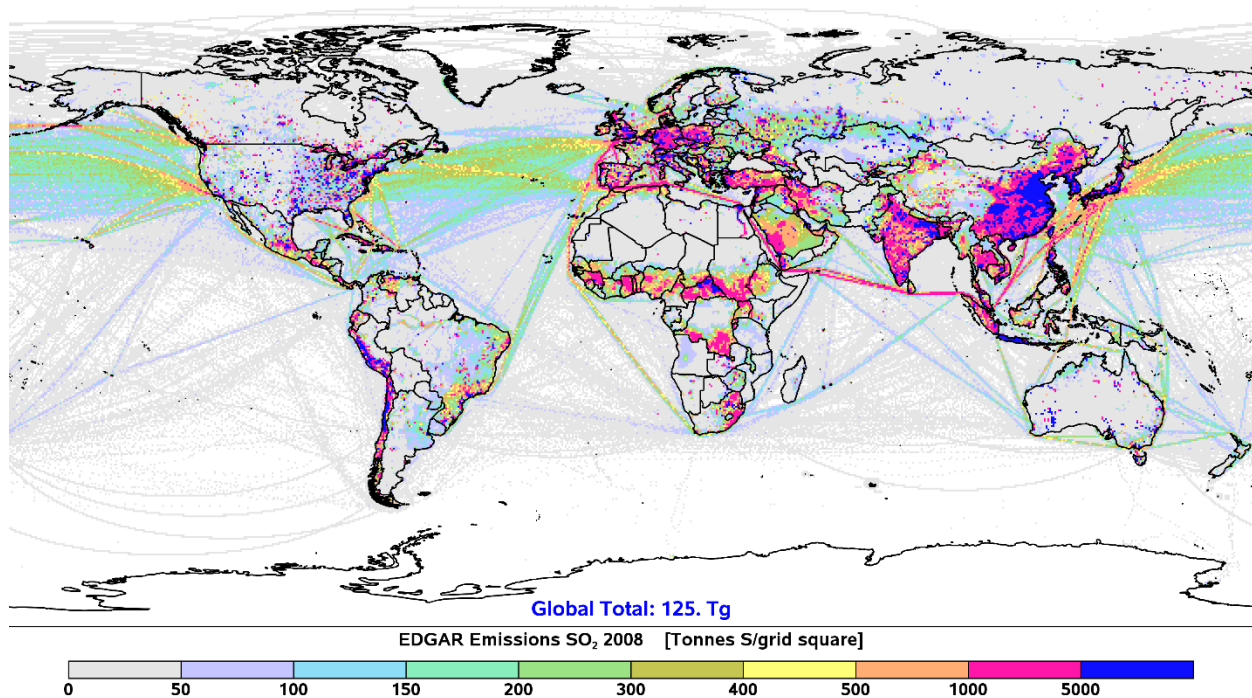 Global Total: 125. Tg
EDGAR Emissions SO₂ 2008 [Tonnes S/grid square]
0 50 100 150 200 300 400 500 1000 5000